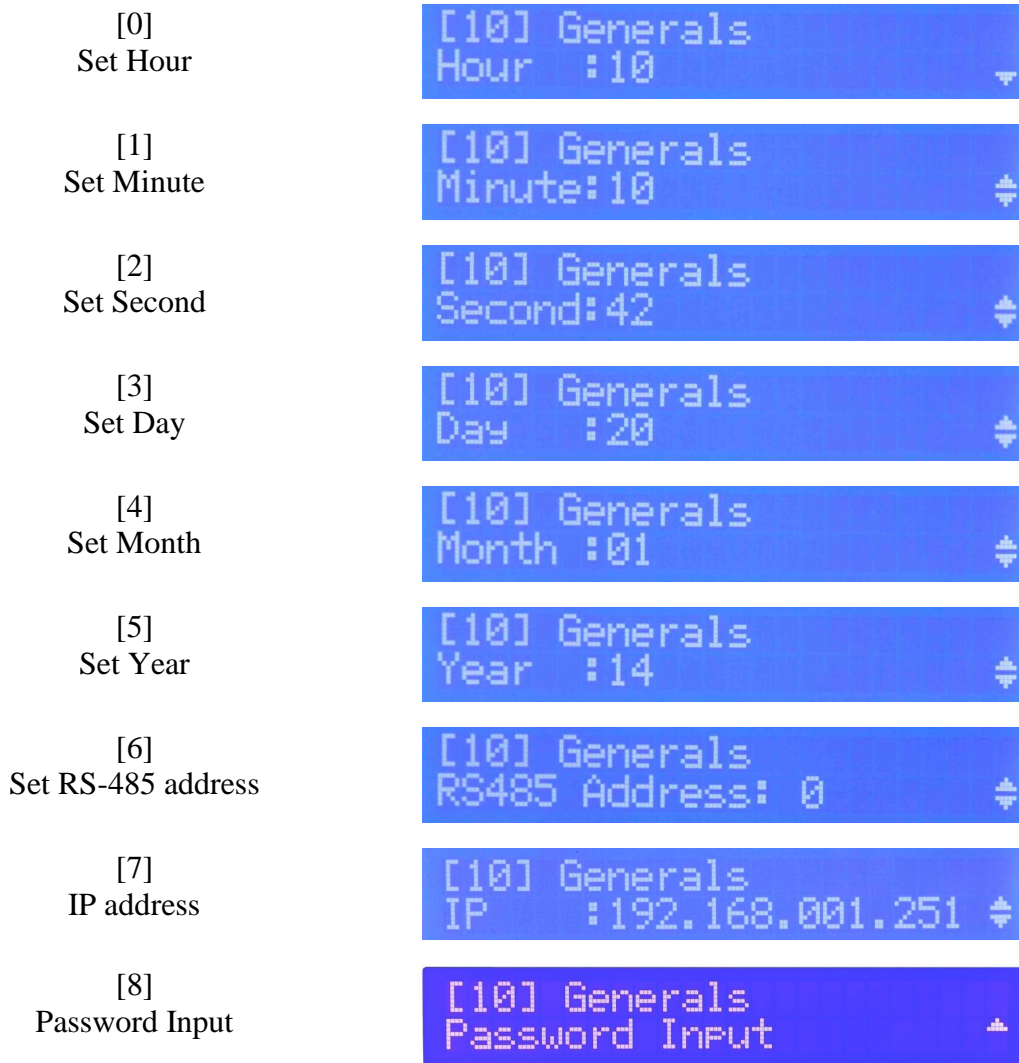 [0]
Set Hour
[10] Generals
Hour :10
[1]
Set Minute
[10] Generals
Minute:10
[2]
Set Second
[10] Generals
Second:42
[3]
Set Day
[10] Generals
Day :20
[4]
Set Month
[10] Generals
Month :01
[5]
Set Year
[10] Generals
Year :14
[6]
Set RS-485 address
[10] Generals
RS485 Address: 0
[7]
IP address
[10] Generals
IP :192.168.001.251
[8]
Password Input
[10] Generals
Password Input